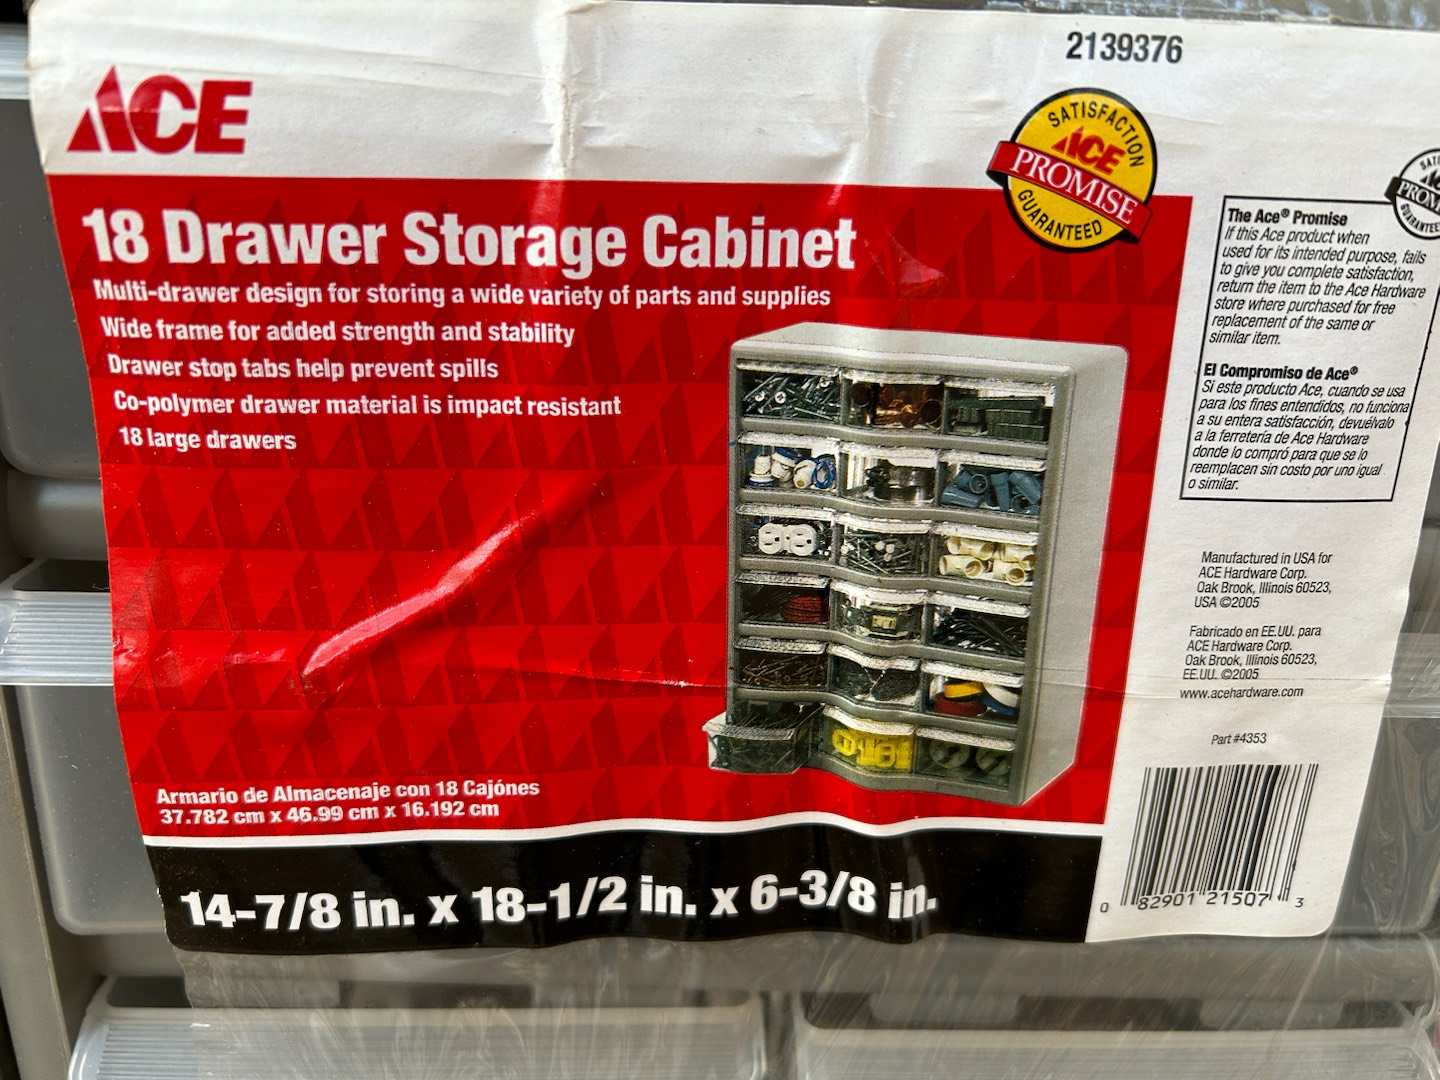 2139376
ACE
SATISFACTION
ACE
PROMISE
GUARANTEED
18 Drawer Storage Cabinet
Multi-drawer design for storing a wide variety of parts and supplies
Wide frame for added strength and stability
Drawer stop tabs help prevent spills
Co-polymer drawer material is impact resistant
18 large drawers
Armario de Almacenaje con 18 Cajónes
37.782 cm x 46.99 cm x 16.192 cm
14-7/8 in. x 18-1/2 in. x 6-3/8 in.
The Ace® Promise
If this Ace product when
used for its intended purpose, fails
to give you complete satisfaction,
return the item to the Ace Hardware
store where purchased for free
replacement of the same or
similar item.
El Compromiso de Ace®
Si este producto Ace, cuando se usa
para los fines entendidos, no funciona
a su entera satisfacción, devuélvalo
a la ferretería de Ace Hardware
donde lo compró para que se lo
reemplacen sin costo por uno igual
o similar.
Manufactured in USA for
ACE Hardware Corp.
Oak Brook, Illinois 60523,
USA ©2005
Fabricado en EE.UU. para
ACE Hardware Corp.
Oak Brook, Illinois 60523,
EE.UU. ©2005
www.acehardware.com
Part #4353
0 82901 21507 3